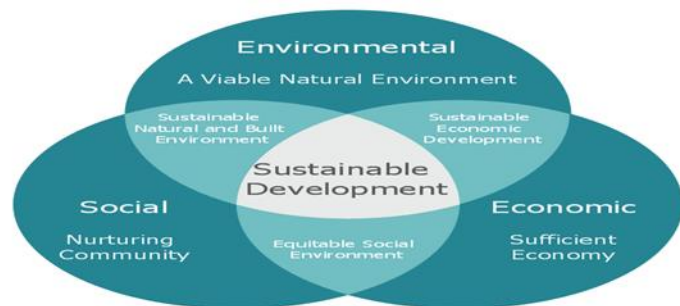 Environmental
A Viable Natural Environment
Sustainable
Natural and Built
Environment
Sustainable
Economic
Development
Sustainable
Development
Social
Nurturing
Community
Equitable Social
Environment
Economic
Sufficient
Economy